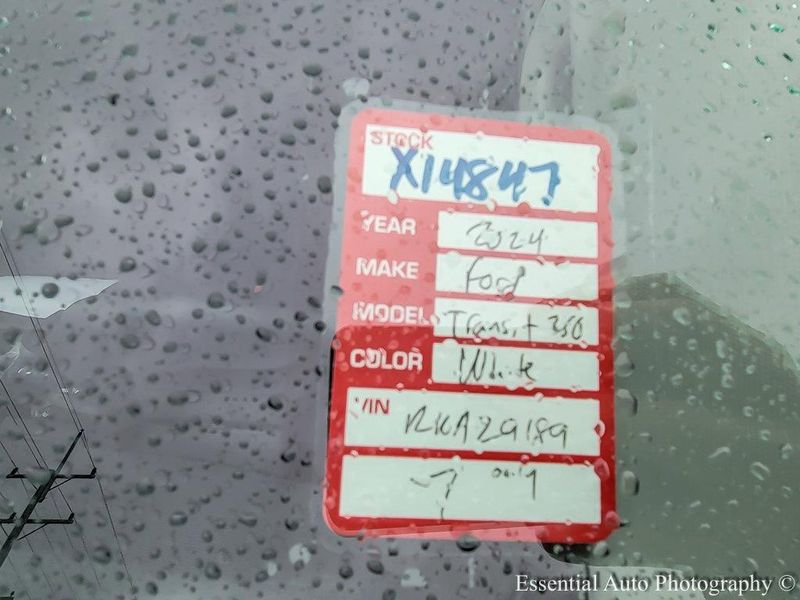 STOCK
X14847
YEAR 2024
MAKE Ford
MODEL Transit 350
COLOR White
VIN RKA29189
Essential Auto Photography ©